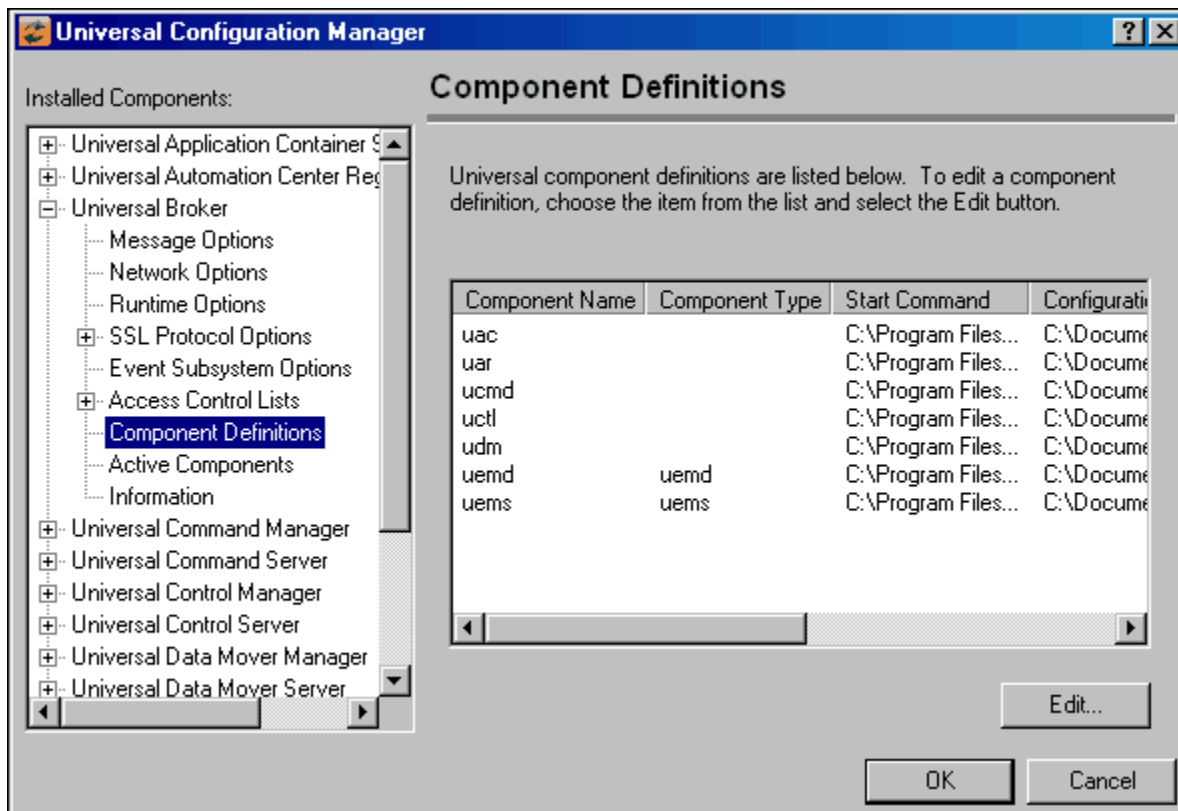 Universal Configuration Manager
Installed Components:
Universal Application Container
Universal Automation Center
Universal Broker
Message Options
Network Options
Runtime Options
SSL Protocol Options
Event Subsystem Options
Access Control Lists
Component Definitions
Active Components
Information
Universal Command Manager
Universal Command Server
Universal Control Manager
Universal Control Server
Universal Data Mover Manager
Universal Data Mover Server
Component Definitions
Universal component definitions are listed below. To edit a component
definition, choose the item from the list and select the Edit button.
Component Name Component Type Start Command Configurati
uac C:\Program Files... C:\Docume
uar C:\Program Files... C:\Docume
ucmd C:\Program Files... C:\Docume
uctl C:\Program Files... C:\Docume
udm C:\Program Files... C:\Docume
uemd uemd C:\Program Files... C:\Docume
uems uems C:\Program Files... C:\Docume
Edit...
OK Cancel